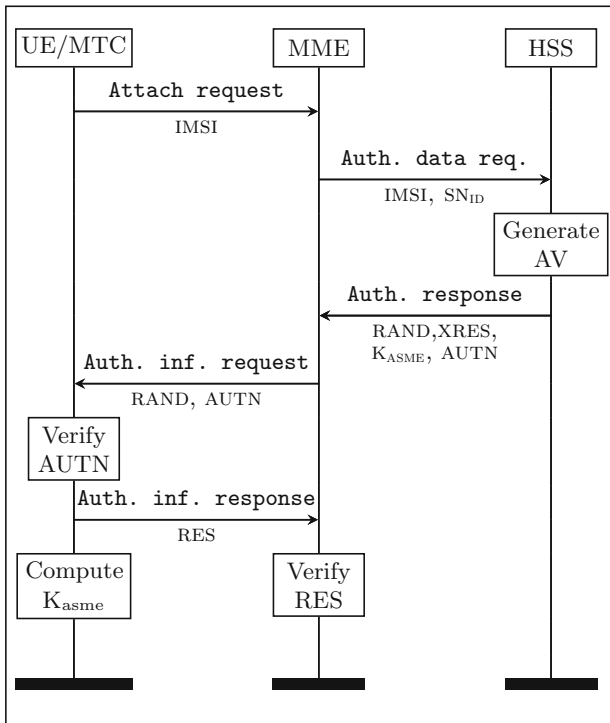 UE/MTC
MME
HSS
Attach request
IMSI
Auth. data req.
IMSI, SN_ID
Generate
AV
Auth. response
RAND,XRES,
K_ASME, AUTN
Auth. inf. request
RAND, AUTN
Verify
AUTN
Auth. inf. response
RES
Compute
K_asme
Verify
RES